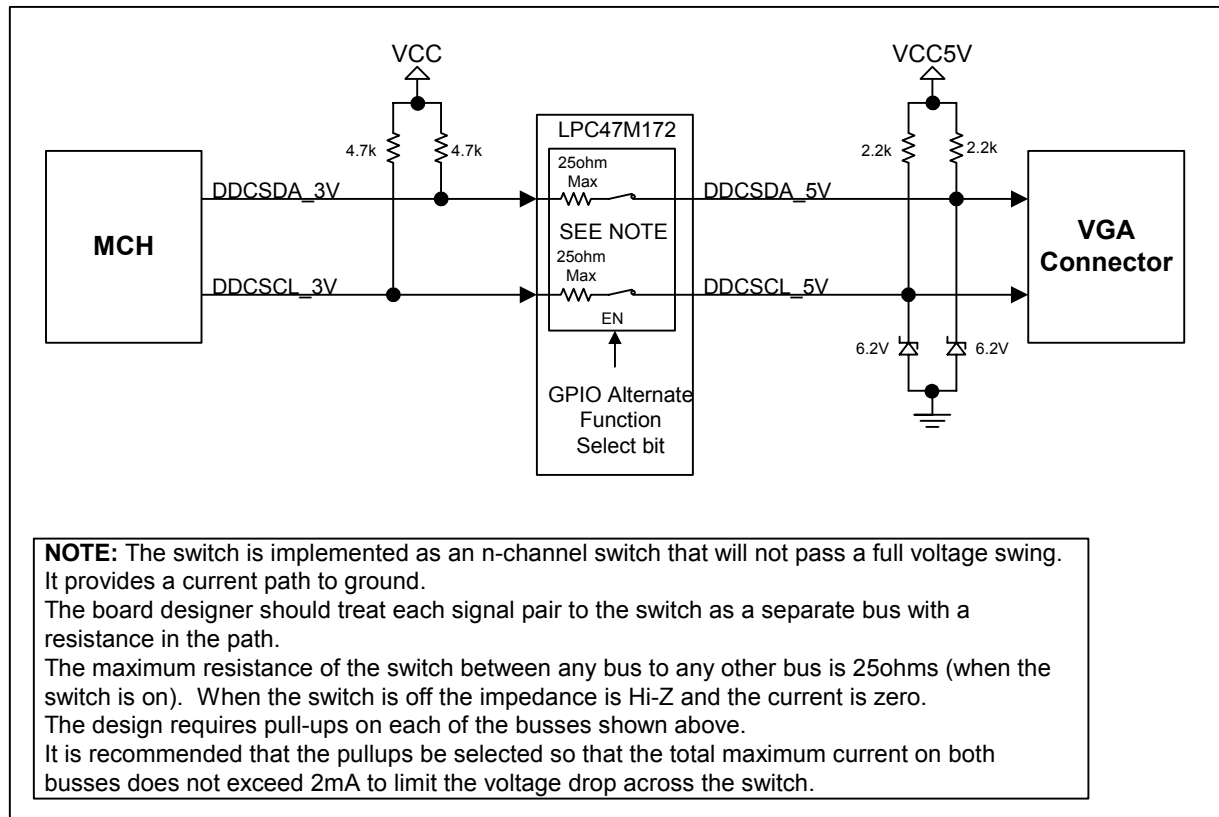 VCC
VCC5V
LPC47M172
4.7k
4.7k
2.2k
2.2k
25ohm
Max
DDCSDA_3V
DDCSDA_5V
MCH
SEE NOTE
VGA
Connector
25ohm
Max
DDCSCL_3V
DDCSCL_5V
EN
6.2V
6.2V
GPIO Alternate
Function
Select bit
NOTE: The switch is implemented as an n-channel switch that will not pass a full voltage swing.
It provides a current path to ground.
The board designer should treat each signal pair to the switch as a separate bus with a
resistance in the path.
The maximum resistance of the switch between any bus to any other bus is 25ohms (when the
switch is on). When the switch is off the impedance is Hi-Z and the current is zero.
The design requires pull-ups on each of the busses shown above.
It is recommended that the pullups be selected so that the total maximum current on both
busses does not exceed 2mA to limit the voltage drop across the switch.